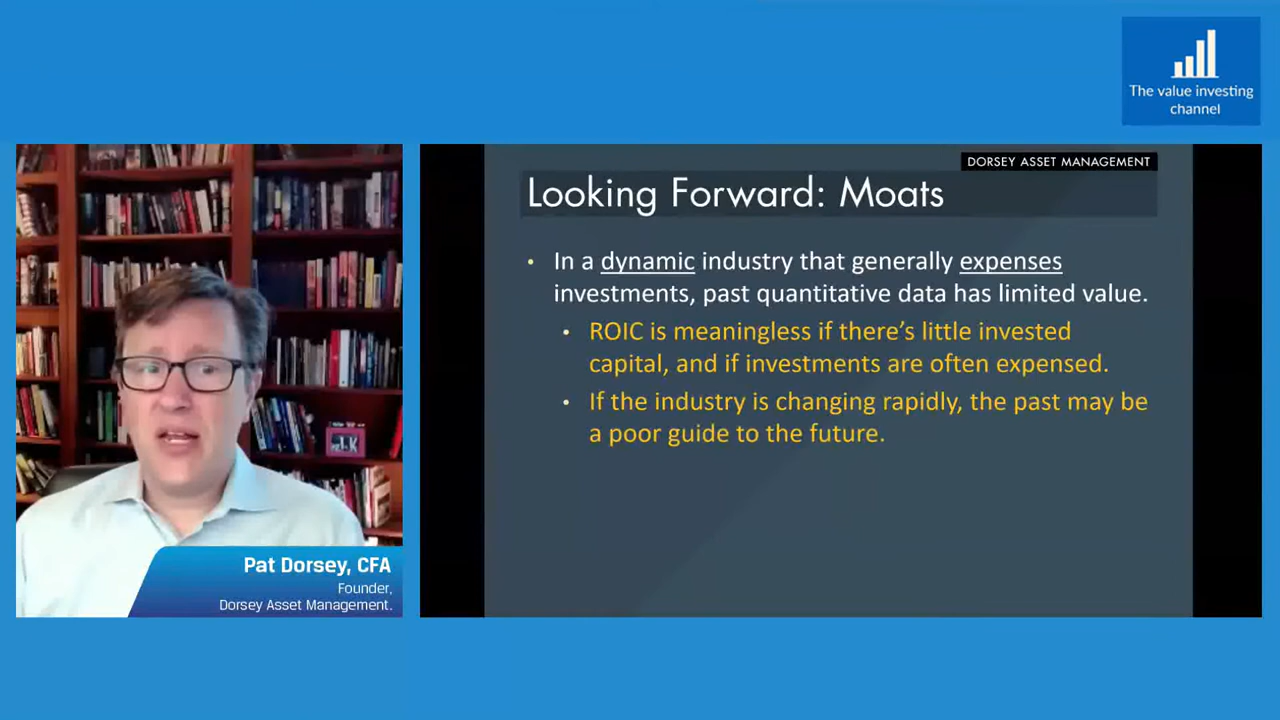 The value investing
channel
DORSEY ASSET MANAGEMENT
Looking Forward: Moats
• In a dynamic industry that generally expenses
investments, past quantitative data has limited value.
• ROIC is meaningless if there's little invested
capital, and if investments are often expensed.
• If the industry is changing rapidly, the past may be
a poor guide to the future.
Pat Dorsey, CFA
Founder,
Dorsey Asset Management.